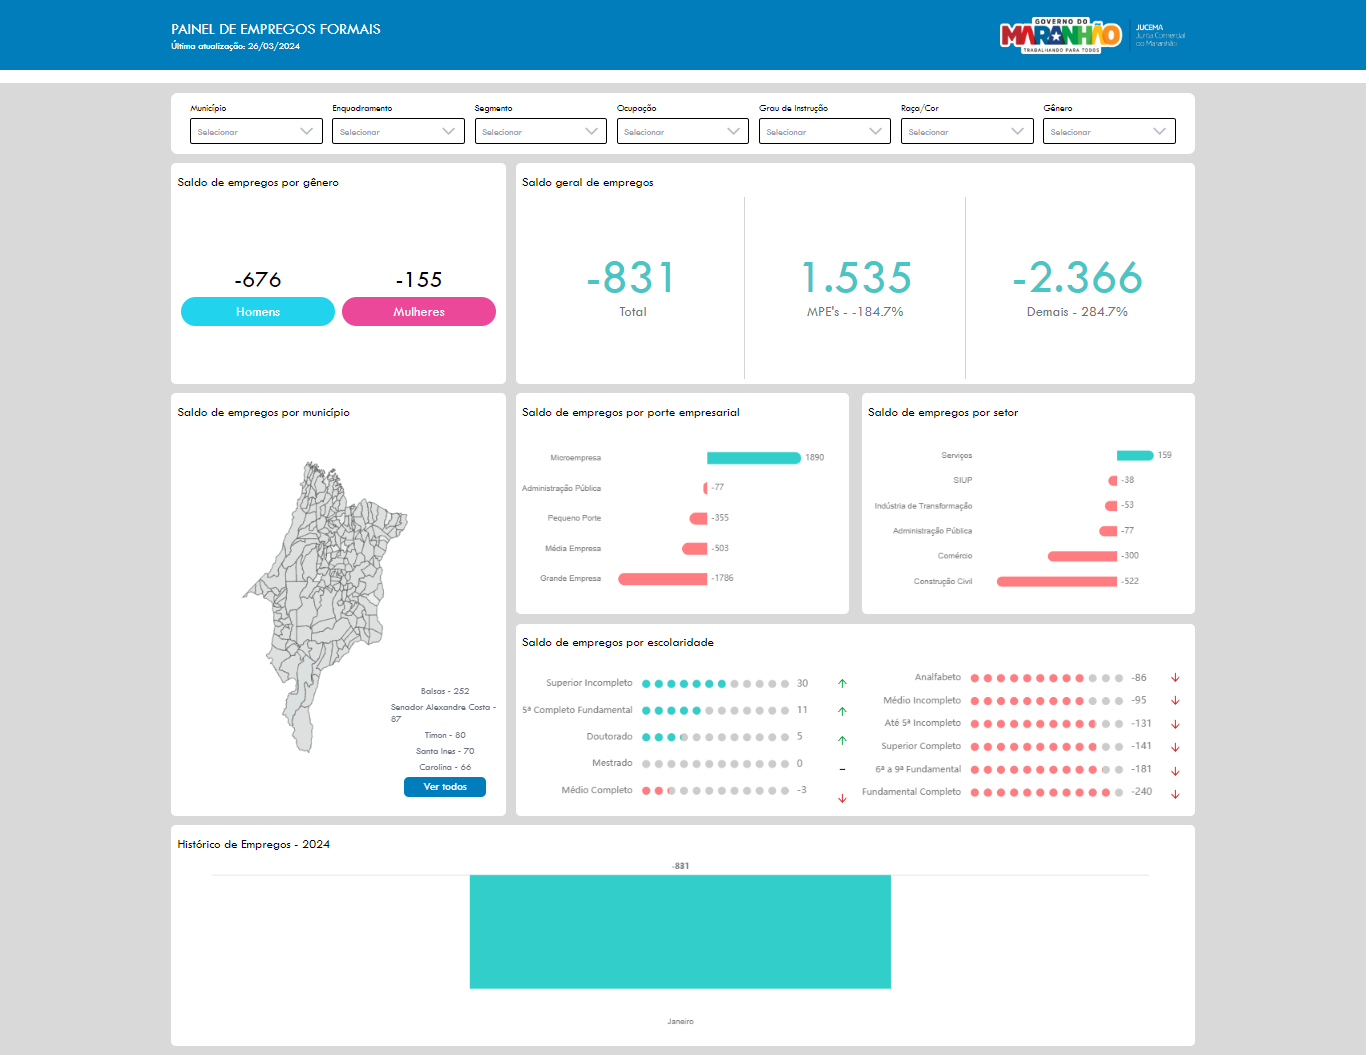 PAINEL DE EMPREGOS FORMAIS
Última atualização: 26/03/2024
GOVERNO DO
MARANHÃO
TRABALHANDO PARA TODOS
JUCEMA
Junta Comercial
do Maranhão
Município
Enquadramento
Segmento
Ocupação
Grau de Instrução
Raça/Cor
Gênero
Selecionar
Selecionar
Selecionar
Selecionar
Selecionar
Selecionar
Selecionar
Saldo de empregos por gênero
-676
-155
Homens
Mulheres
Saldo geral de empregos
-831
Total
1.535
MPE's - -184.7%
-2.366
Demais - 284.7%
Saldo de empregos por município
Balsas - 252
Senador Alexandre Costa -
87
Timon - 80
Santa Ines - 70
Carolina - 66
Ver todos
Saldo de empregos por porte empresarial
Microempresa 1890
Administração Pública -77
Pequeno Porte -355
Média Empresa -503
Grande Empresa -1786
Saldo de empregos por setor
Serviços 159
SIUP -38
Indústria de Transformação -53
Administração Pública -77
Comércio -300
Construção Civil -522
Saldo de empregos por escolaridade
Superior Incompleto 30
5ª Completo Fundamental 11
Doutorado 5
Mestrado 0
Médio Completo -3
Analfabeto -86
Médio Incompleto -95
Até 5ª Incompleto -131
Superior Completo -141
6ª a 9ª Fundamental -181
Fundamental Completo -240
Histórico de Empregos - 2024
-831
Janeiro